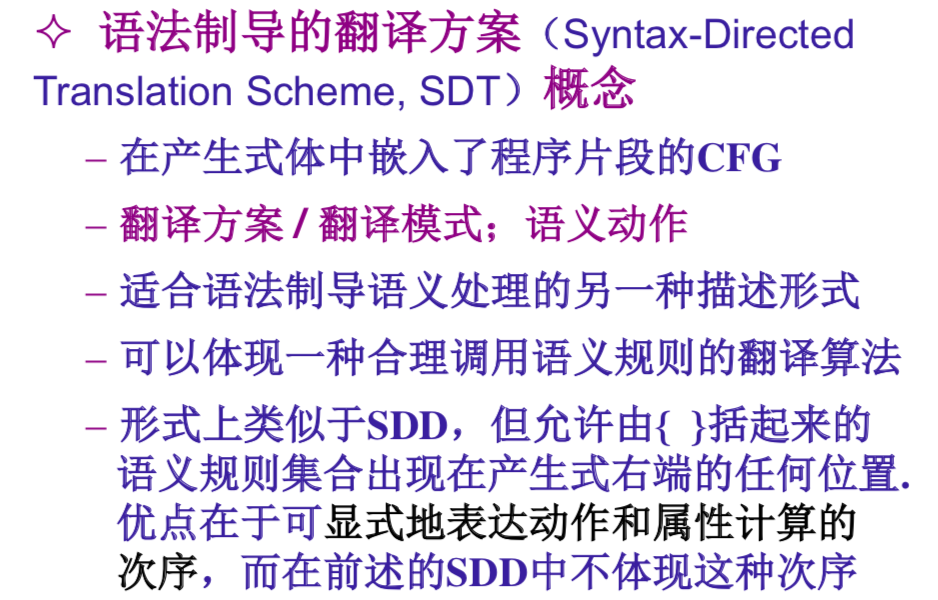 ✧ 语法制导的翻译方案（Syntax-Directed
Translation Scheme, SDT）概念
– 在产生式体中嵌入了程序片段的CFG
– 翻译方案 / 翻译模式；语义动作
– 适合语法制导语义处理的另一种描述形式
– 可以体现一种合理调用语义规则的翻译算法
– 形式上类似于SDD，但允许由{ }括起来的
语义规则集合出现在产生式右端的任何位置.
优点在于可显式地表达动作和属性计算的
次序，而在前述的SDD中不体现这种次序